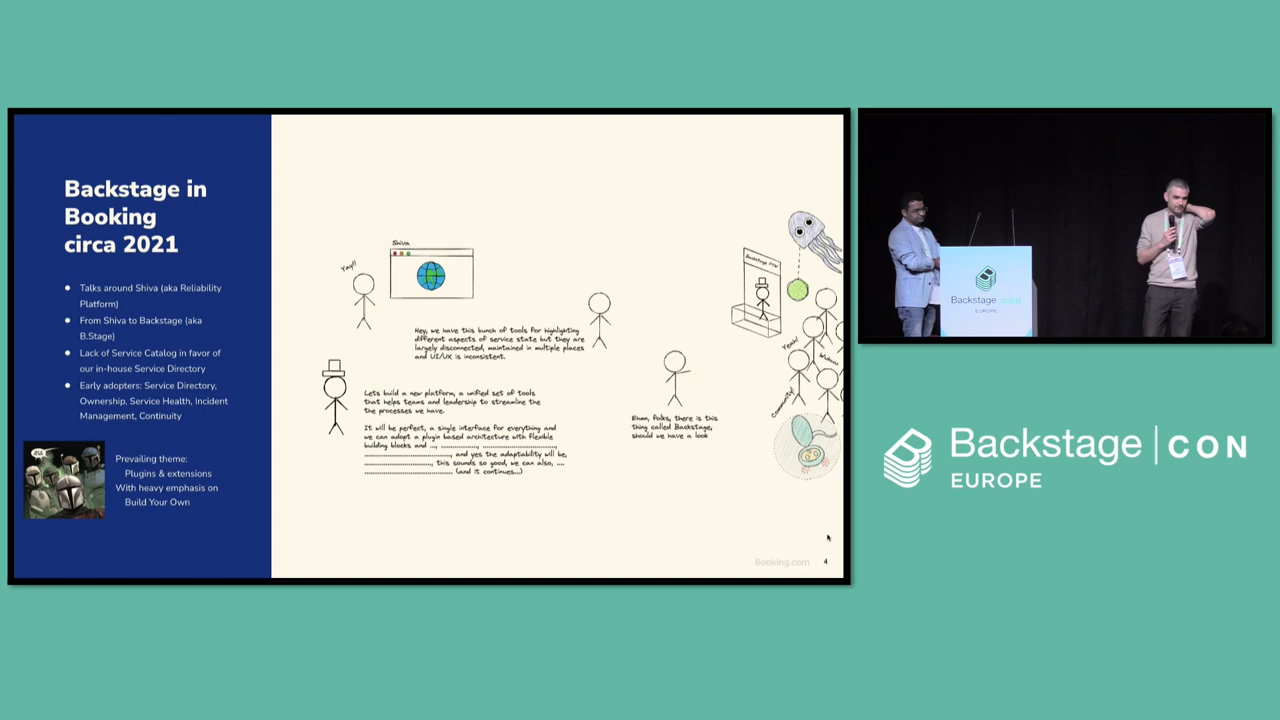 Backstage in
Booking
circa 2021
Talks around Shiva (aka Reliability
Platform)
From Shiva to Backstage (aka
B.Stage)
Lack of Service Catalog in favor of
our in-house Service Directory
Early adopters: Service Directory,
Ownership, Service Health, Incident
Management, Continuity
Prevailing theme:
Plugins & extensions
With heavy emphasis on
Build Your Own
Shiva
Yay!!
Hey, we have this bunch of tools for highlighting
different aspects of service state but they are
largely disconnected, maintained in multiple places
and UI/UX is inconsistent.
Lets build a new platform, a unified set of tools
that helps teams and leadership to streamline the
the processes we have.
It will be perfect, a single interface for everything and
we can adopt a plugin based architecture with flexible
building blocks and ..., ....................., .......................
......................................., and yes the adaptability will be,
..............................., this sounds so good, we can also, ....
......................................... (and it continues...)
Ehm, folks, there is this
thing called Backstage,
should we have a look
Yeah!
Community!
Booking.com
4
Backstage CON
EUROPE
Backstage | CON
EUROPE